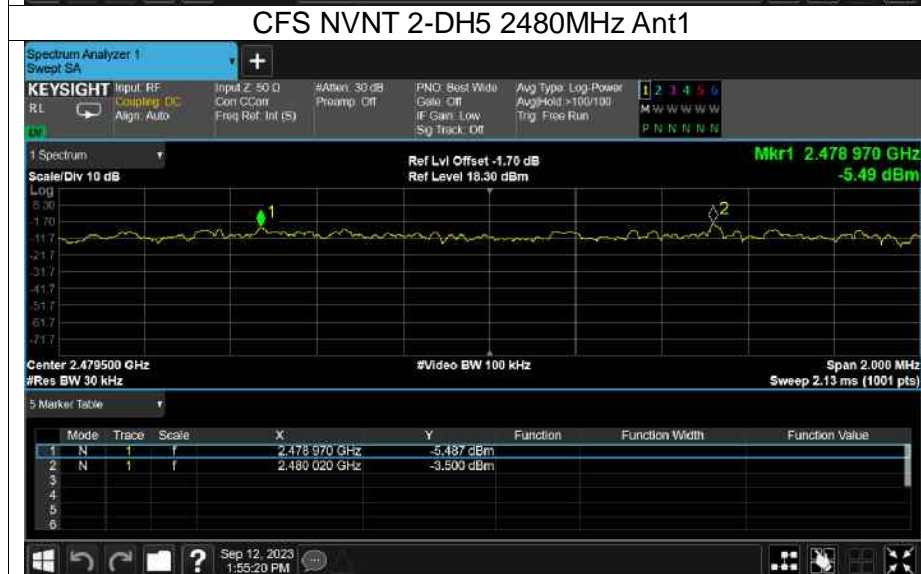 CFS NVNT 2-DH5 2480MHz Ant1
Spectrum Analyzer 1
Swept SA
+
KEYSIGHT Input: RF
RL
Coupling: DC
Align: Auto
Input Z: 50 Ω
Corr CCorr
Freq Ref: Int (S)
#Atten: 30 dB
Preamp: Off
PNO: Best Wide
Gate: Off
IF Gain: Low
Sig Track: Off
Avg Type: Log-Power
Avg|Hold:>100/100
Trig: Free Run
1 2 3 4 5 6
M W W W W W
P N N N N N
1 Spectrum
Scale/Div 10 dB
Ref Lvl Offset -1.70 dB
Ref Level 18.30 dBm
Mkr1 2.478 970 GHz
-5.49 dBm
Log
8.30
-1.70
-11.7
-21.7
-31.7
-41.7
-51.7
-61.7
-71.7
1
2
Center 2.479500 GHz
#Res BW 30 kHz
#Video BW 100 kHz
Span 2.000 MHz
Sweep 2.13 ms (1001 pts)
5 Marker Table
Mode Trace Scale X Y Function Function Width Function Value
1 N 1 f 2.478 970 GHz -5.487 dBm
2 N 1 f 2.480 020 GHz -3.500 dBm
3
4
5
6
?
Sep 12, 2023
1:55:20 PM